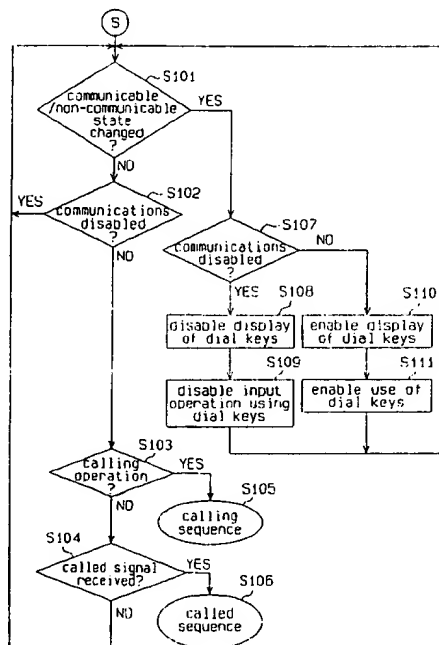 S
S101
communicable
/non-communicable
state
changed
?
YES
NO
S102
YES
communications
disabled
?
NO
S107
communications
disabled
?
NO
YES
S108
disable display
of dial keys
S110
enable display
of dial keys
S109
disable input
operation using
dial keys
S111
enable use of
dial keys
S103
calling
operation
?
YES
NO
S105
calling
sequence
S104
called signal
received?
YES
NO
S106
called
sequence